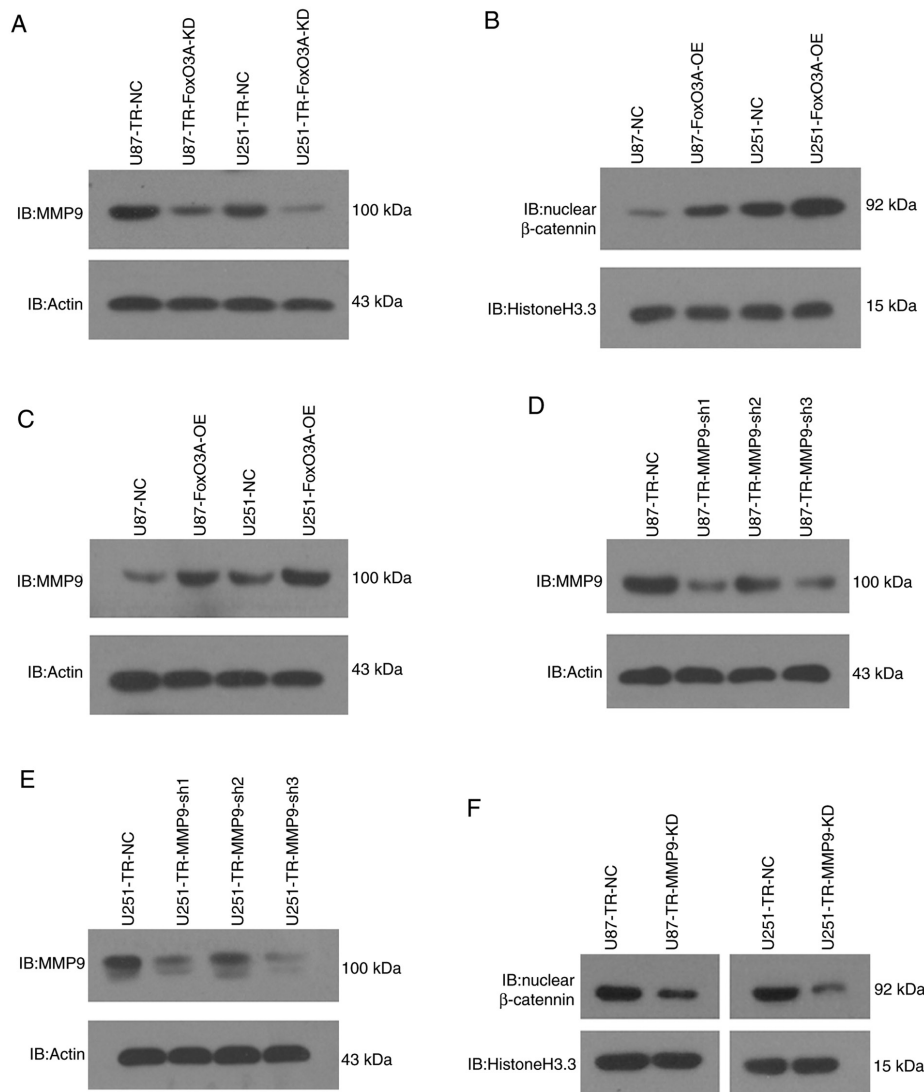 A
U87-TR-NC
U87-TR-FoxO3A-KD
U251-TR-NC
U251-TR-FoxO3A-KD
IB:MMP9
100 kDa
IB:Actin
43 kDa
B
U87-NC
U87-FoxO3A-OE
U251-NC
U251-FoxO3A-OE
IB:nuclear
β-catennin
92 kDa
IB:HistoneH3.3
15 kDa
C
U87-NC
U87-FoxO3A-OE
U251-NC
U251-FoxO3A-OE
IB:MMP9
100 kDa
IB:Actin
43 kDa
D
U87-TR-NC
U87-TR-MMP9-sh1
U87-TR-MMP9-sh2
U87-TR-MMP9-sh3
IB:MMP9
100 kDa
IB:Actin
43 kDa
E
U251-TR-NC
U251-TR-MMP9-sh1
U251-TR-MMP9-sh2
U251-TR-MMP9-sh3
IB:MMP9
100 kDa
IB:Actin
43 kDa
F
U87-TR-NC
U87-TR-MMP9-KD
U251-TR-NC
U251-TR-MMP9-KD
IB:nuclear
β-catennin
92 kDa
IB:HistoneH3.3
15 kDa